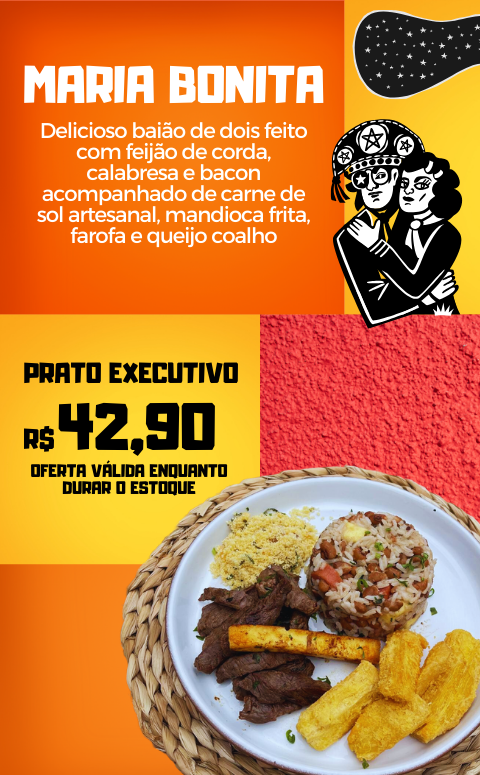 MARIA BONITA
Delicioso baião de dois feito
com feijão de corda,
calabresa e bacon
acompanhado de carne de
sol artesanal, mandioca frita,
farofa e queijo coalho
PRATO EXECUTIVO
R$ 42,90
OFERTA VÁLIDA ENQUANTO
DURAR O ESTOQUE